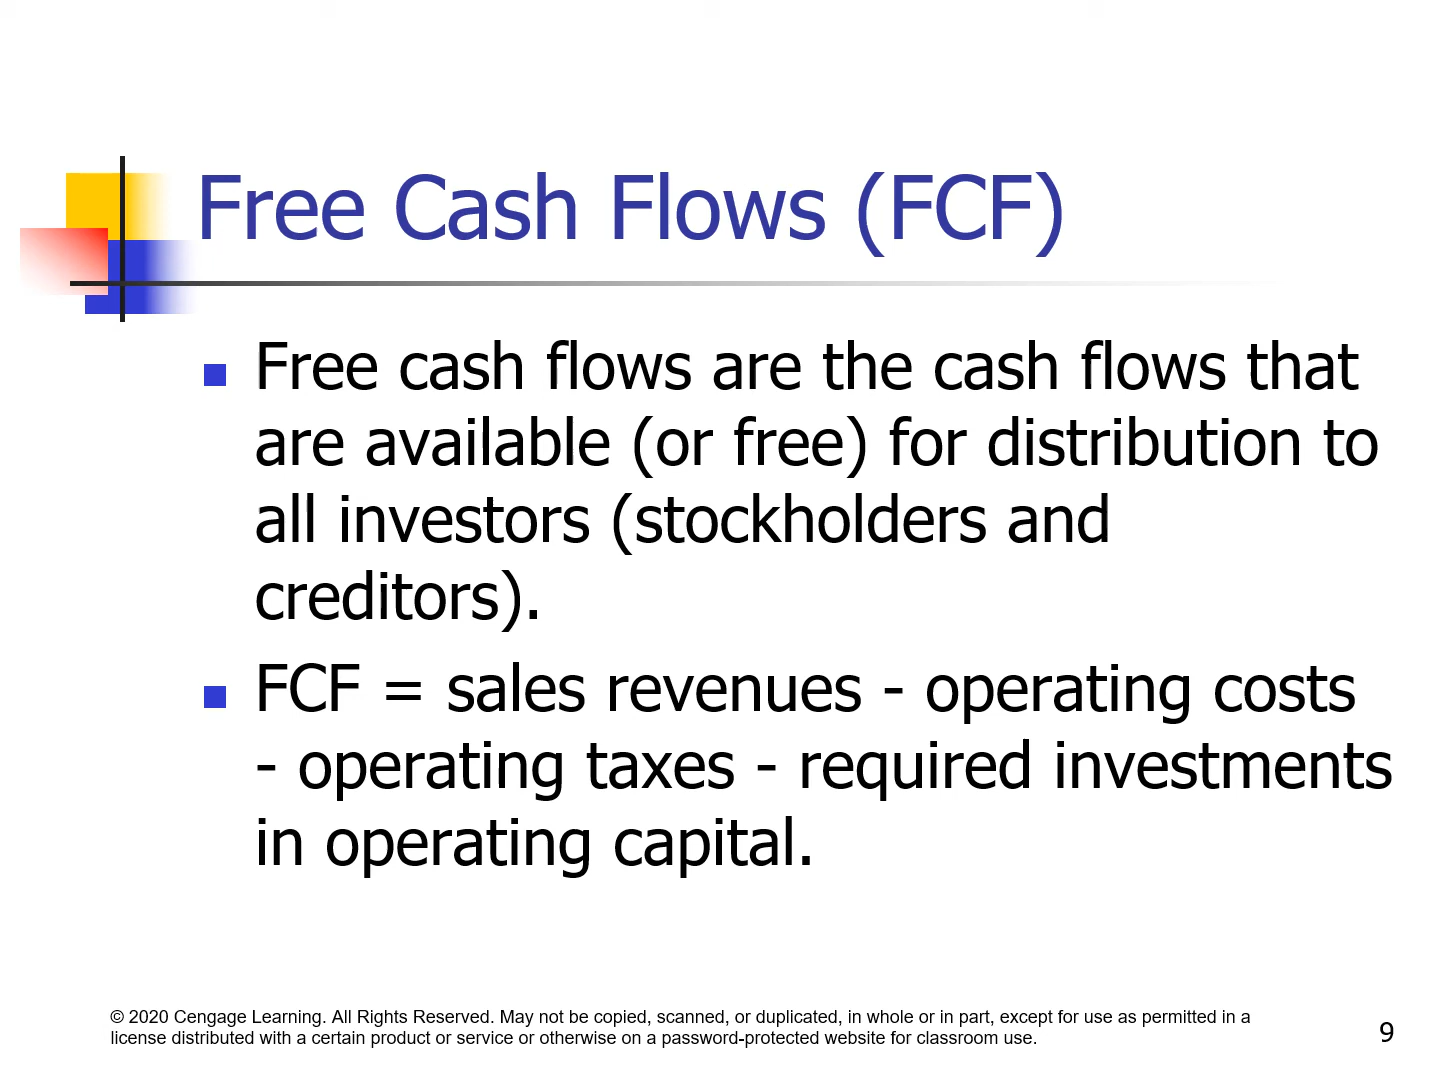 Free Cash Flows (FCF)
Free cash flows are the cash flows that
are available (or free) for distribution to
all investors (stockholders and
creditors).
FCF = sales revenues - operating costs
- operating taxes - required investments
in operating capital.
© 2020 Cengage Learning. All Rights Reserved. May not be copied, scanned, or duplicated, in whole or in part, except for use as permitted in a
license distributed with a certain product or service or otherwise on a password-protected website for classroom use.
9